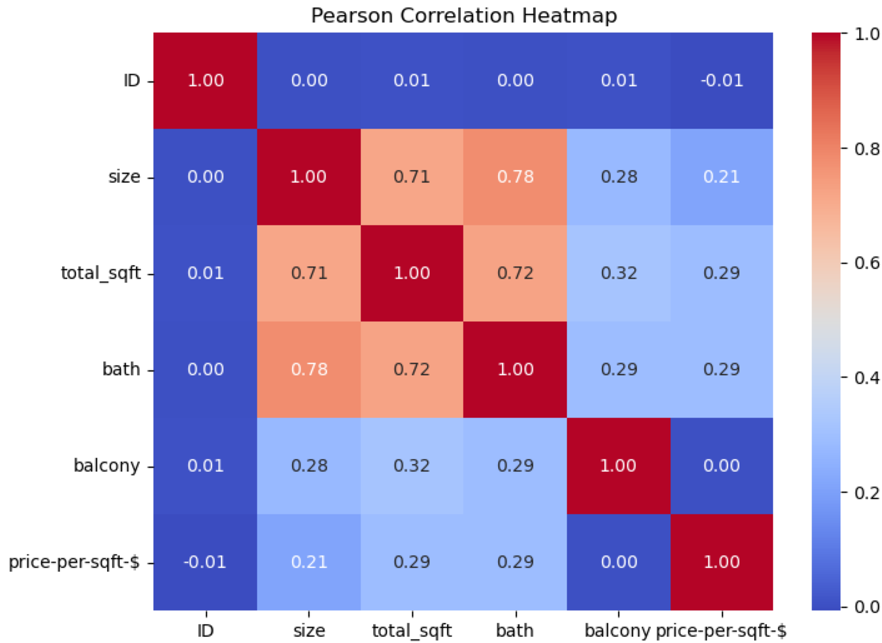 Pearson Correlation Heatmap
ID 1.00 0.00 0.01 0.00 0.01 -0.01
size 0.00 1.00 0.71 0.78 0.28 0.21
total_sqft 0.01 0.71 1.00 0.72 0.32 0.29
bath 0.00 0.78 0.72 1.00 0.29 0.29
balcony 0.01 0.28 0.32 0.29 1.00 0.00
price-per-sqft-$ -0.01 0.21 0.29 0.29 0.00 1.00
ID size total_sqft bath balcony price-per-sqft-$
1.0
0.8
0.6
0.4
0.2
0.0